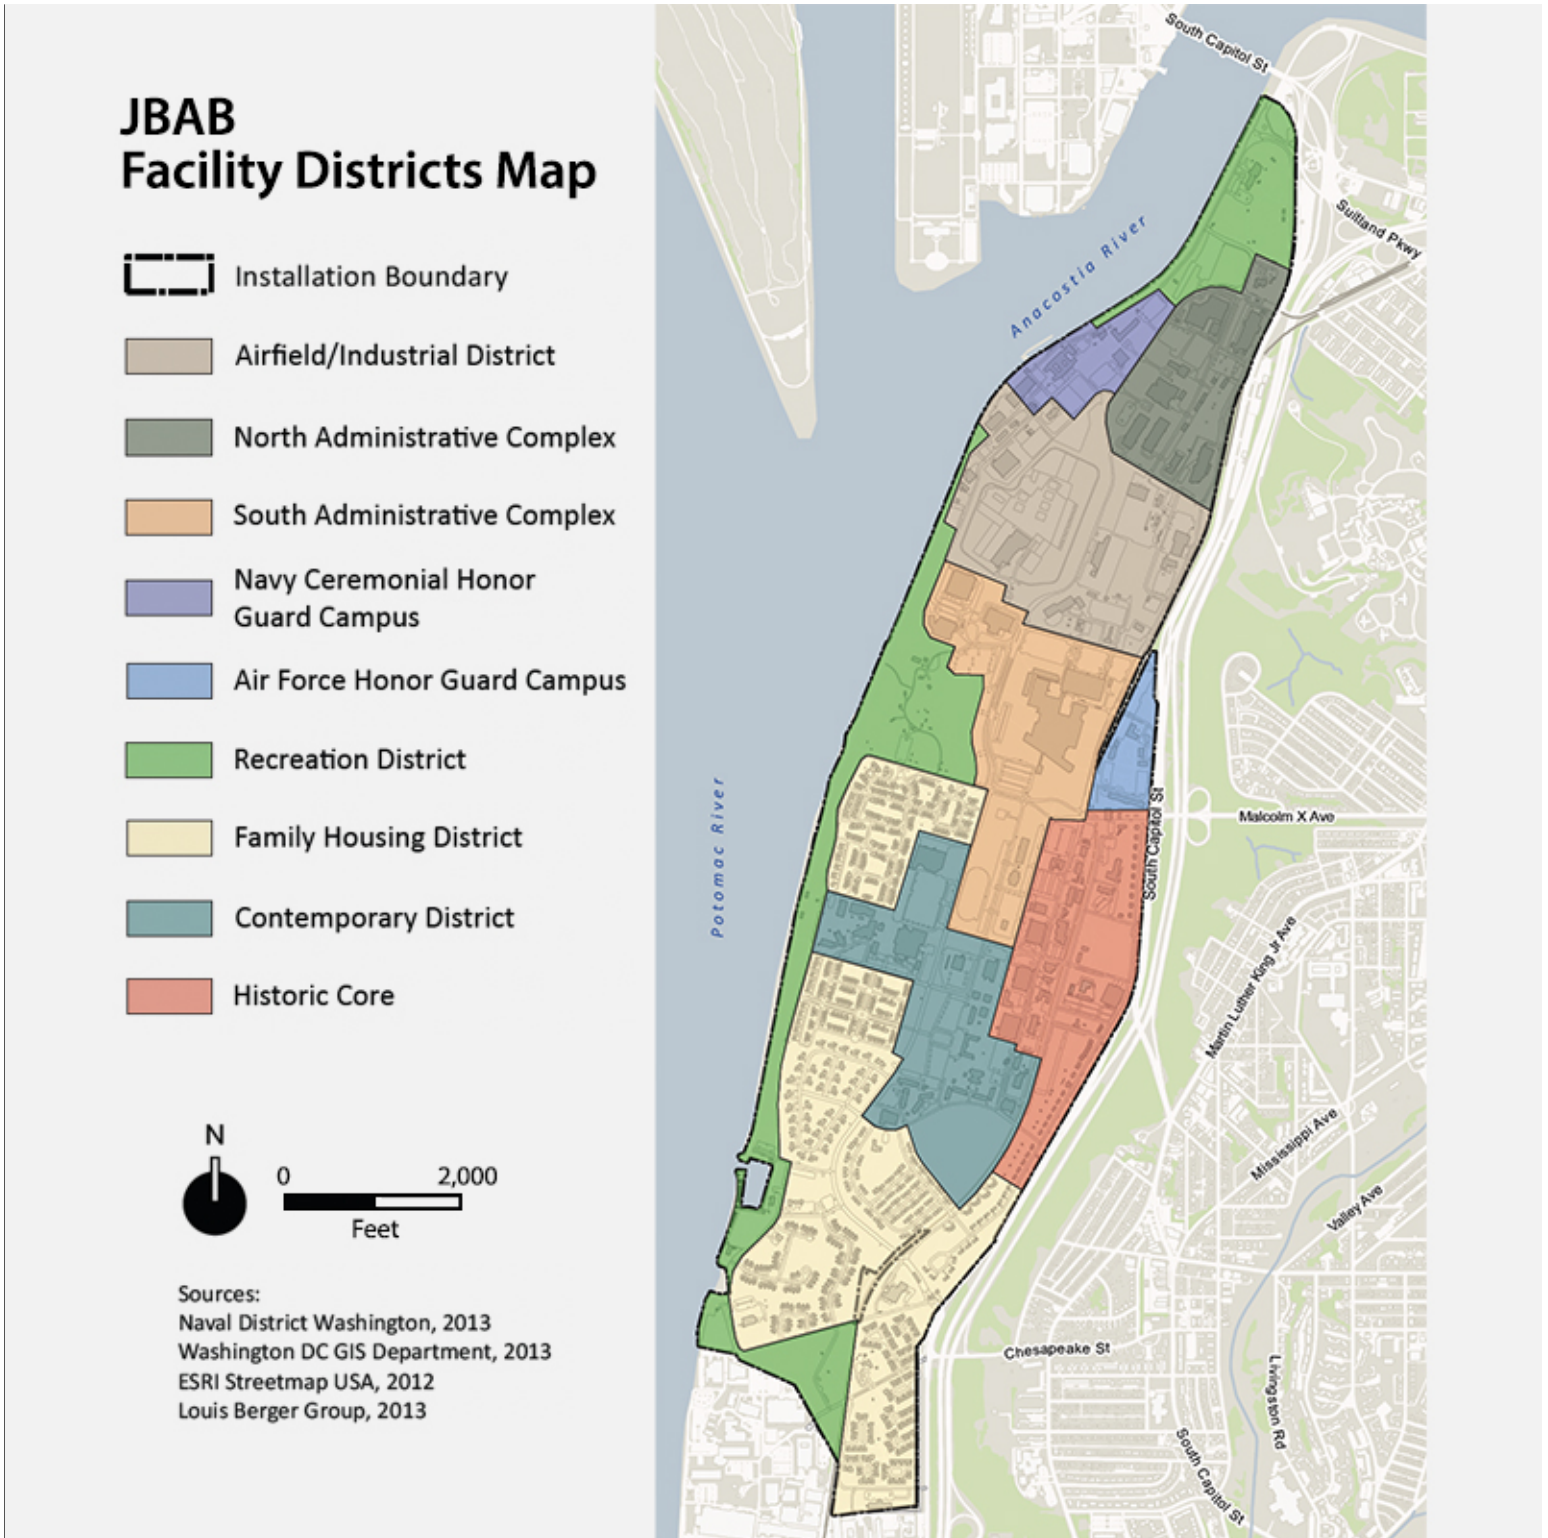 JBAB
Facility Districts Map
Installation Boundary
Airfield/Industrial District
North Administrative Complex
South Administrative Complex
Navy Ceremonial Honor
Guard Campus
Air Force Honor Guard Campus
Recreation District
Family Housing District
Contemporary District
Historic Core
N
0 2,000
Feet
Sources:
Naval District Washington, 2013
Washington DC GIS Department, 2013
ESRI Streetmap USA, 2012
Louis Berger Group, 2013
South Capitol St
Suitland Pkwy
Anacostia River
Potomac River
Malcolm X Ave
South Capitol St
Martin Luther King Jr Ave
Mississippi Ave
Valley Ave
Chesapeake St
Livingston Rd
South Capitol St